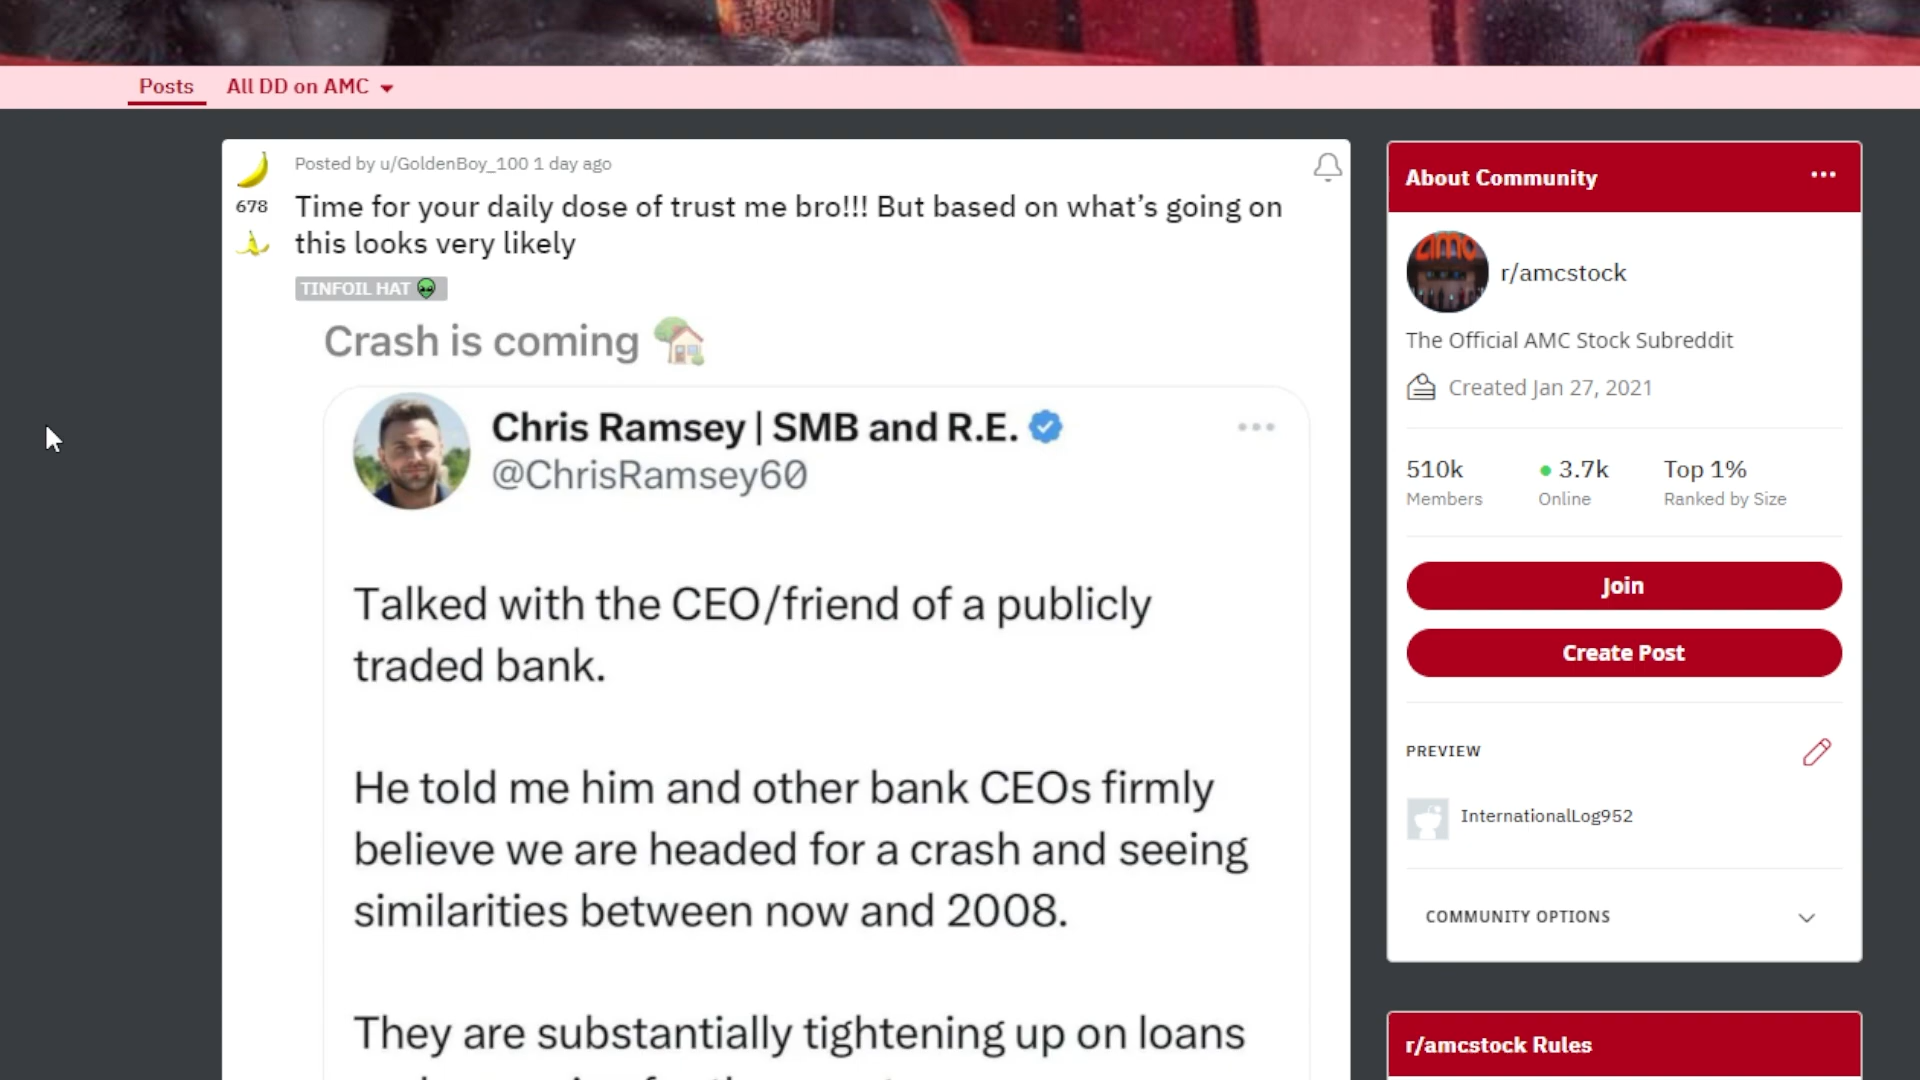 Posts
All DD on AMC
Posted by u/GoldenBoy_100 1 day ago
678
Time for your daily dose of trust me bro!!! But based on what’s going on
this looks very likely
TINFOIL HAT
Crash is coming
Chris Ramsey | SMB and R.E.
@ChrisRamsey60
Talked with the CEO/friend of a publicly
traded bank.
He told me him and other bank CEOs firmly
believe we are headed for a crash and seeing
similarities between now and 2008.
They are substantially tightening up on loans
About Community
amc
r/amcstock
The Official AMC Stock Subreddit
Created Jan 27, 2021
510k
Members
3.7k
Online
Top 1%
Ranked by Size
Join
Create Post
PREVIEW
InternationalLog952
COMMUNITY OPTIONS
r/amcstock Rules